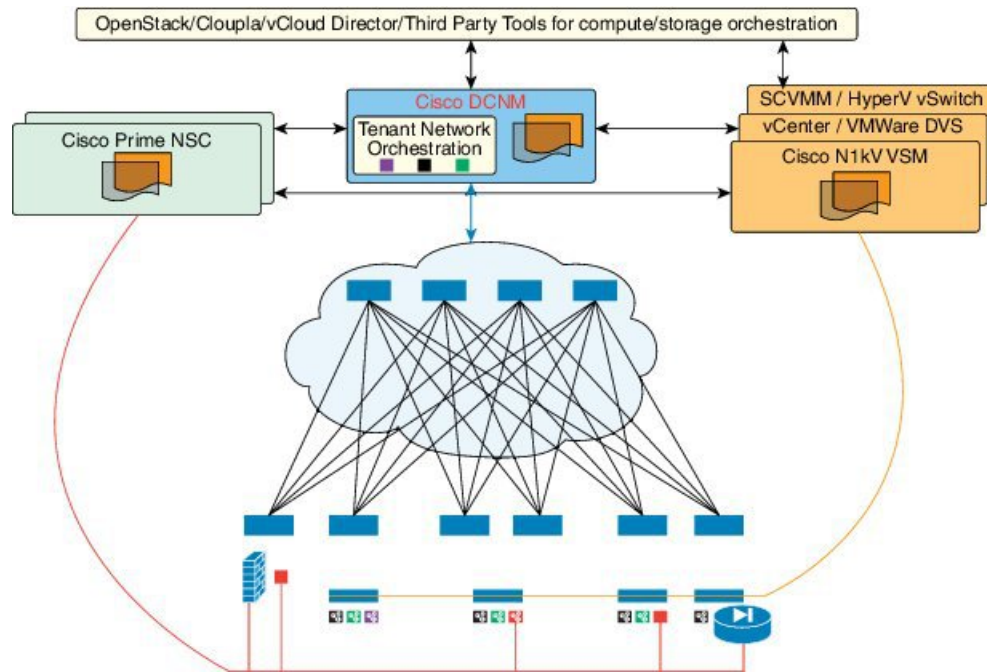 OpenStack/Cloupla/vCloud Director/Third Party Tools for compute/storage orchestration
Cisco DCNM
Tenant Network
Orchestration
Cisco Prime NSC
SCVMM / HyperV vSwitch
vCenter / VMWare DVS
Cisco N1kV VSM